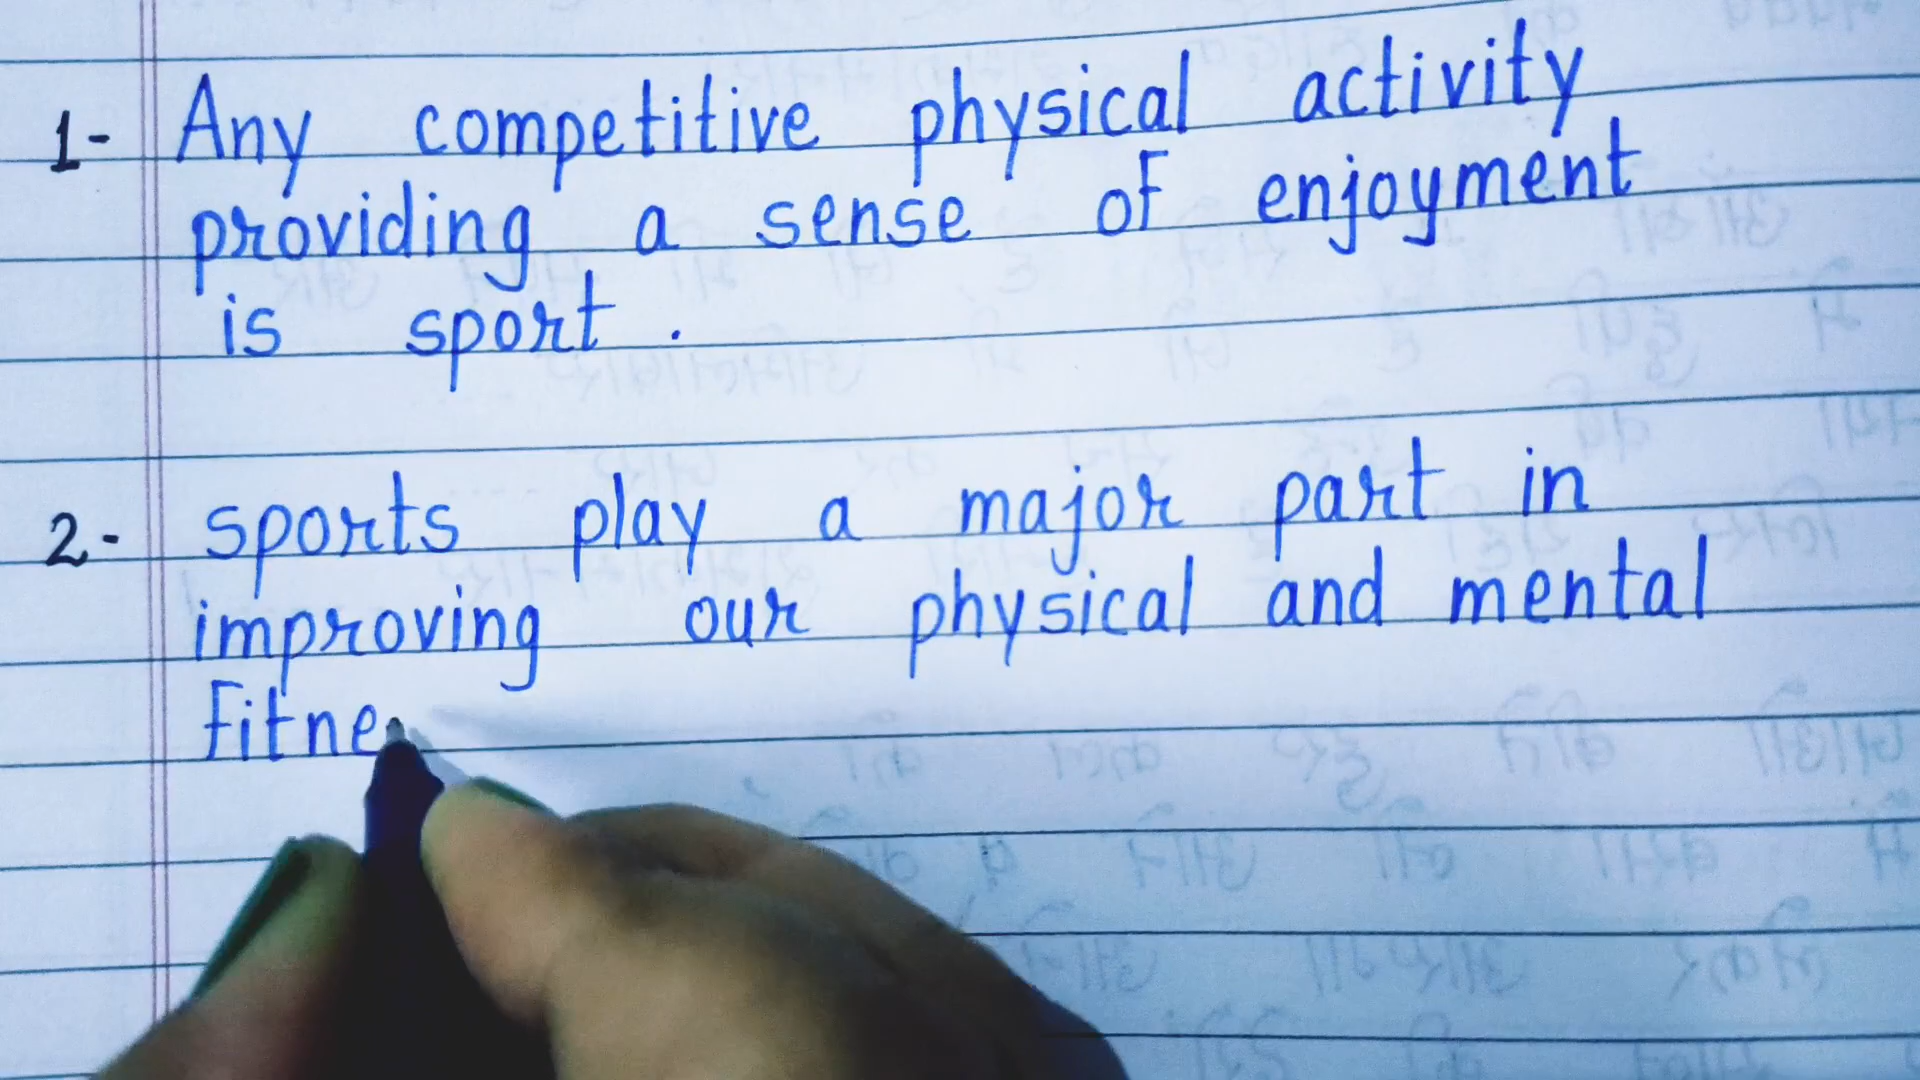 1- Any competitive physical activity
providing a sense of enjoyment
is sport.
2- sports play a major part in
improving our physical and mental
fitne